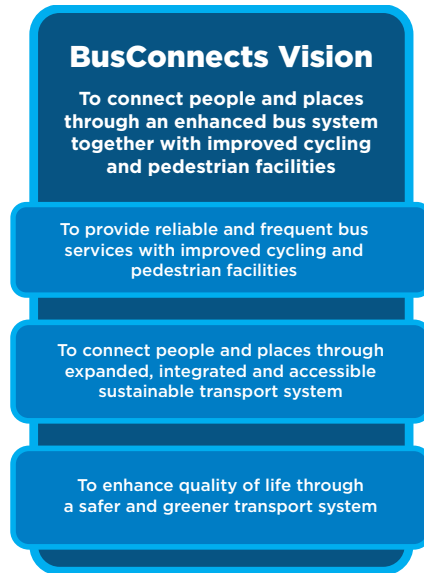 BusConnects Vision
To connect people and places
through an enhanced bus system
together with improved cycling
and pedestrian facilities
To provide reliable and frequent bus
services with improved cycling and
pedestrian facilities
To connect people and places through
expanded, integrated and accessible
sustainable transport system
To enhance quality of life through
a safer and greener transport system